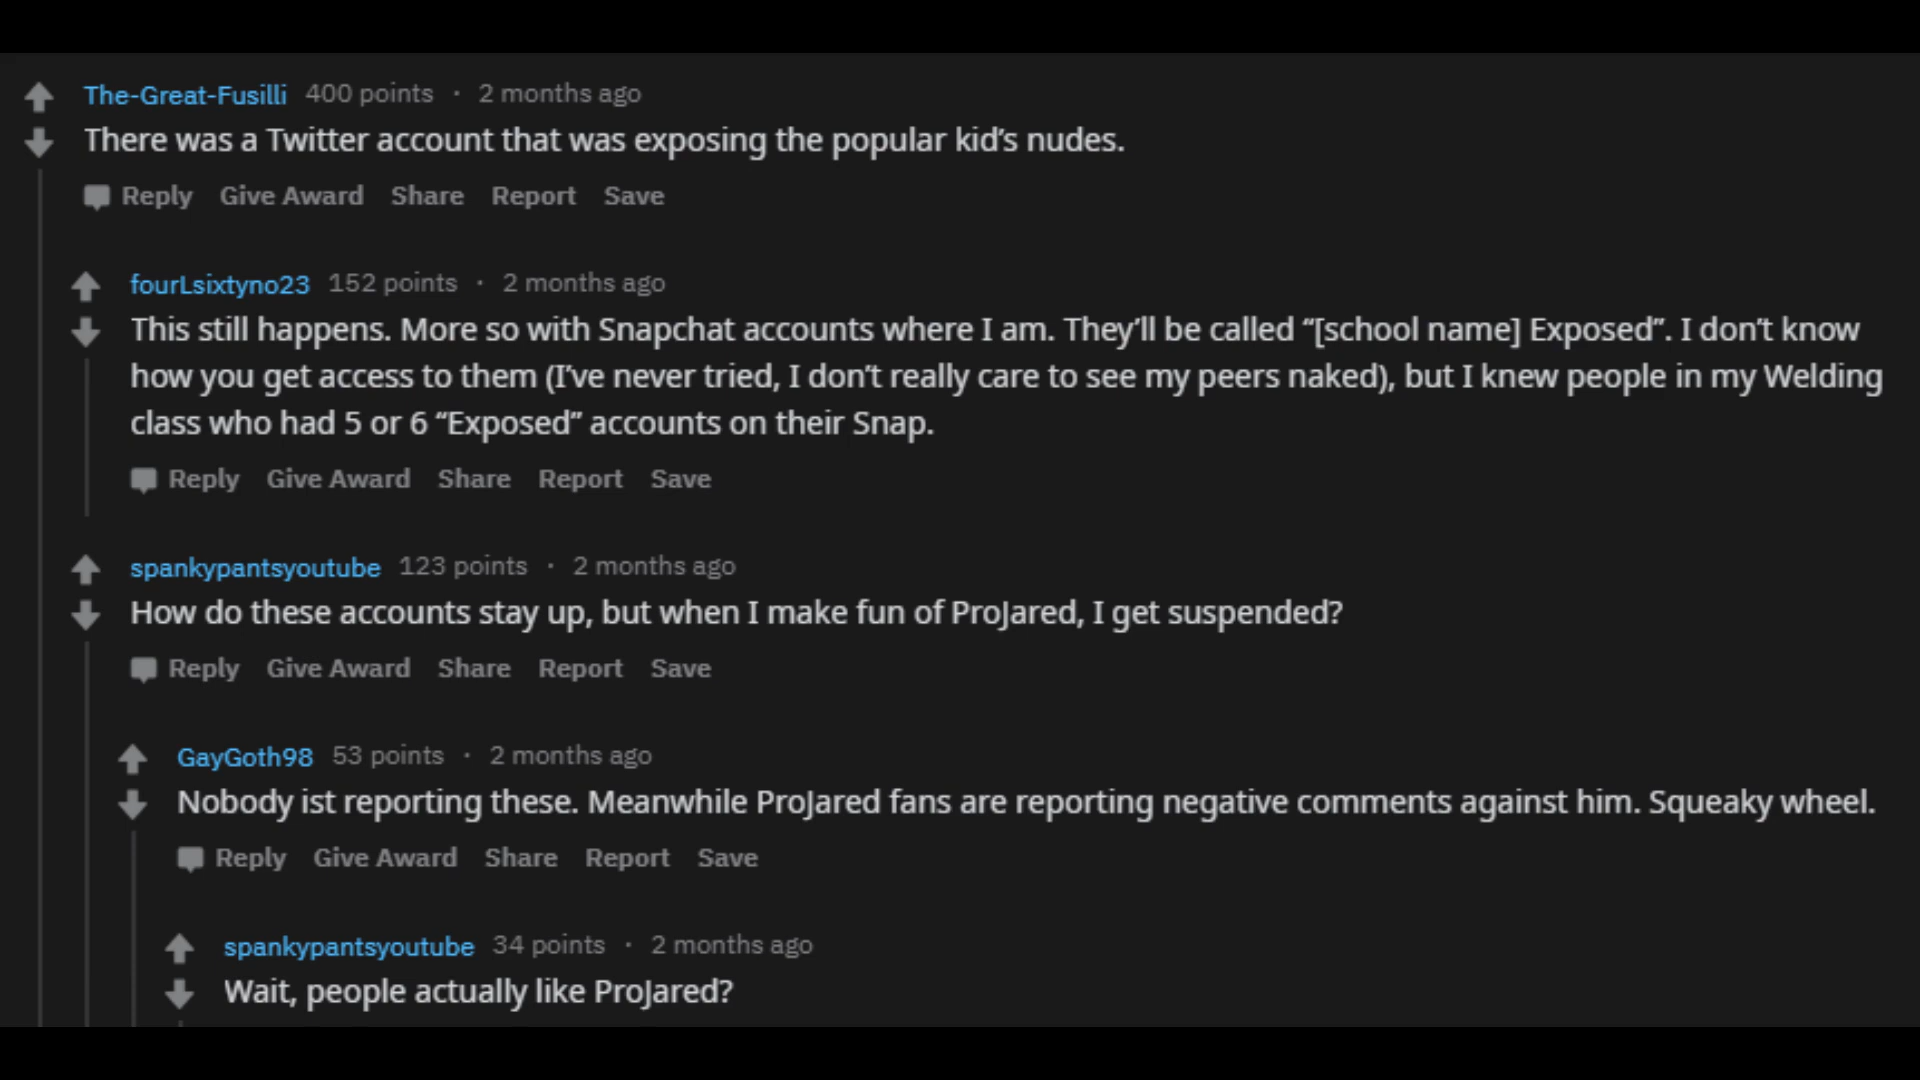 The-Great-Fusilli 400 points · 2 months ago
There was a Twitter account that was exposing the popular kid's nudes.
Reply Give Award Share Report Save
fourLsixtyno23 152 points · 2 months ago
This still happens. More so with Snapchat accounts where I am. They'll be called “[school name] Exposed”. I don't know
how you get access to them (I've never tried, I don't really care to see my peers naked), but I knew people in my Welding
class who had 5 or 6 “Exposed” accounts on their Snap.
Reply Give Award Share Report Save
spankypantsyoutube 123 points · 2 months ago
How do these accounts stay up, but when I make fun of ProJared, I get suspended?
Reply Give Award Share Report Save
GayGoth98 53 points · 2 months ago
Nobody ist reporting these. Meanwhile ProJared fans are reporting negative comments against him. Squeaky wheel.
Reply Give Award Share Report Save
spankypantsyoutube 34 points · 2 months ago
Wait, people actually like ProJared?